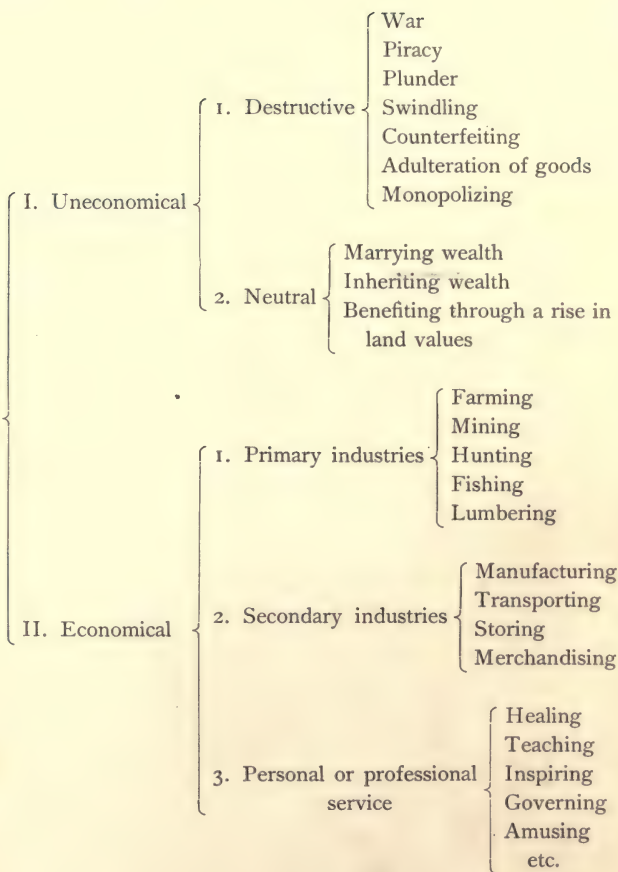 I. Uneconomical
1. Destructive
War
Piracy
Plunder
Swindling
Counterfeiting
Adulteration of goods
Monopolizing
2. Neutral
Marrying wealth
Inheriting wealth
Benefiting through a rise in
land values
II. Economical
1. Primary industries
Farming
Mining
Hunting
Fishing
Lumbering
2. Secondary industries
Manufacturing
Transporting
Storing
Merchandising
3. Personal or professional
service
Healing
Teaching
Inspiring
Governing
Amusing
etc.